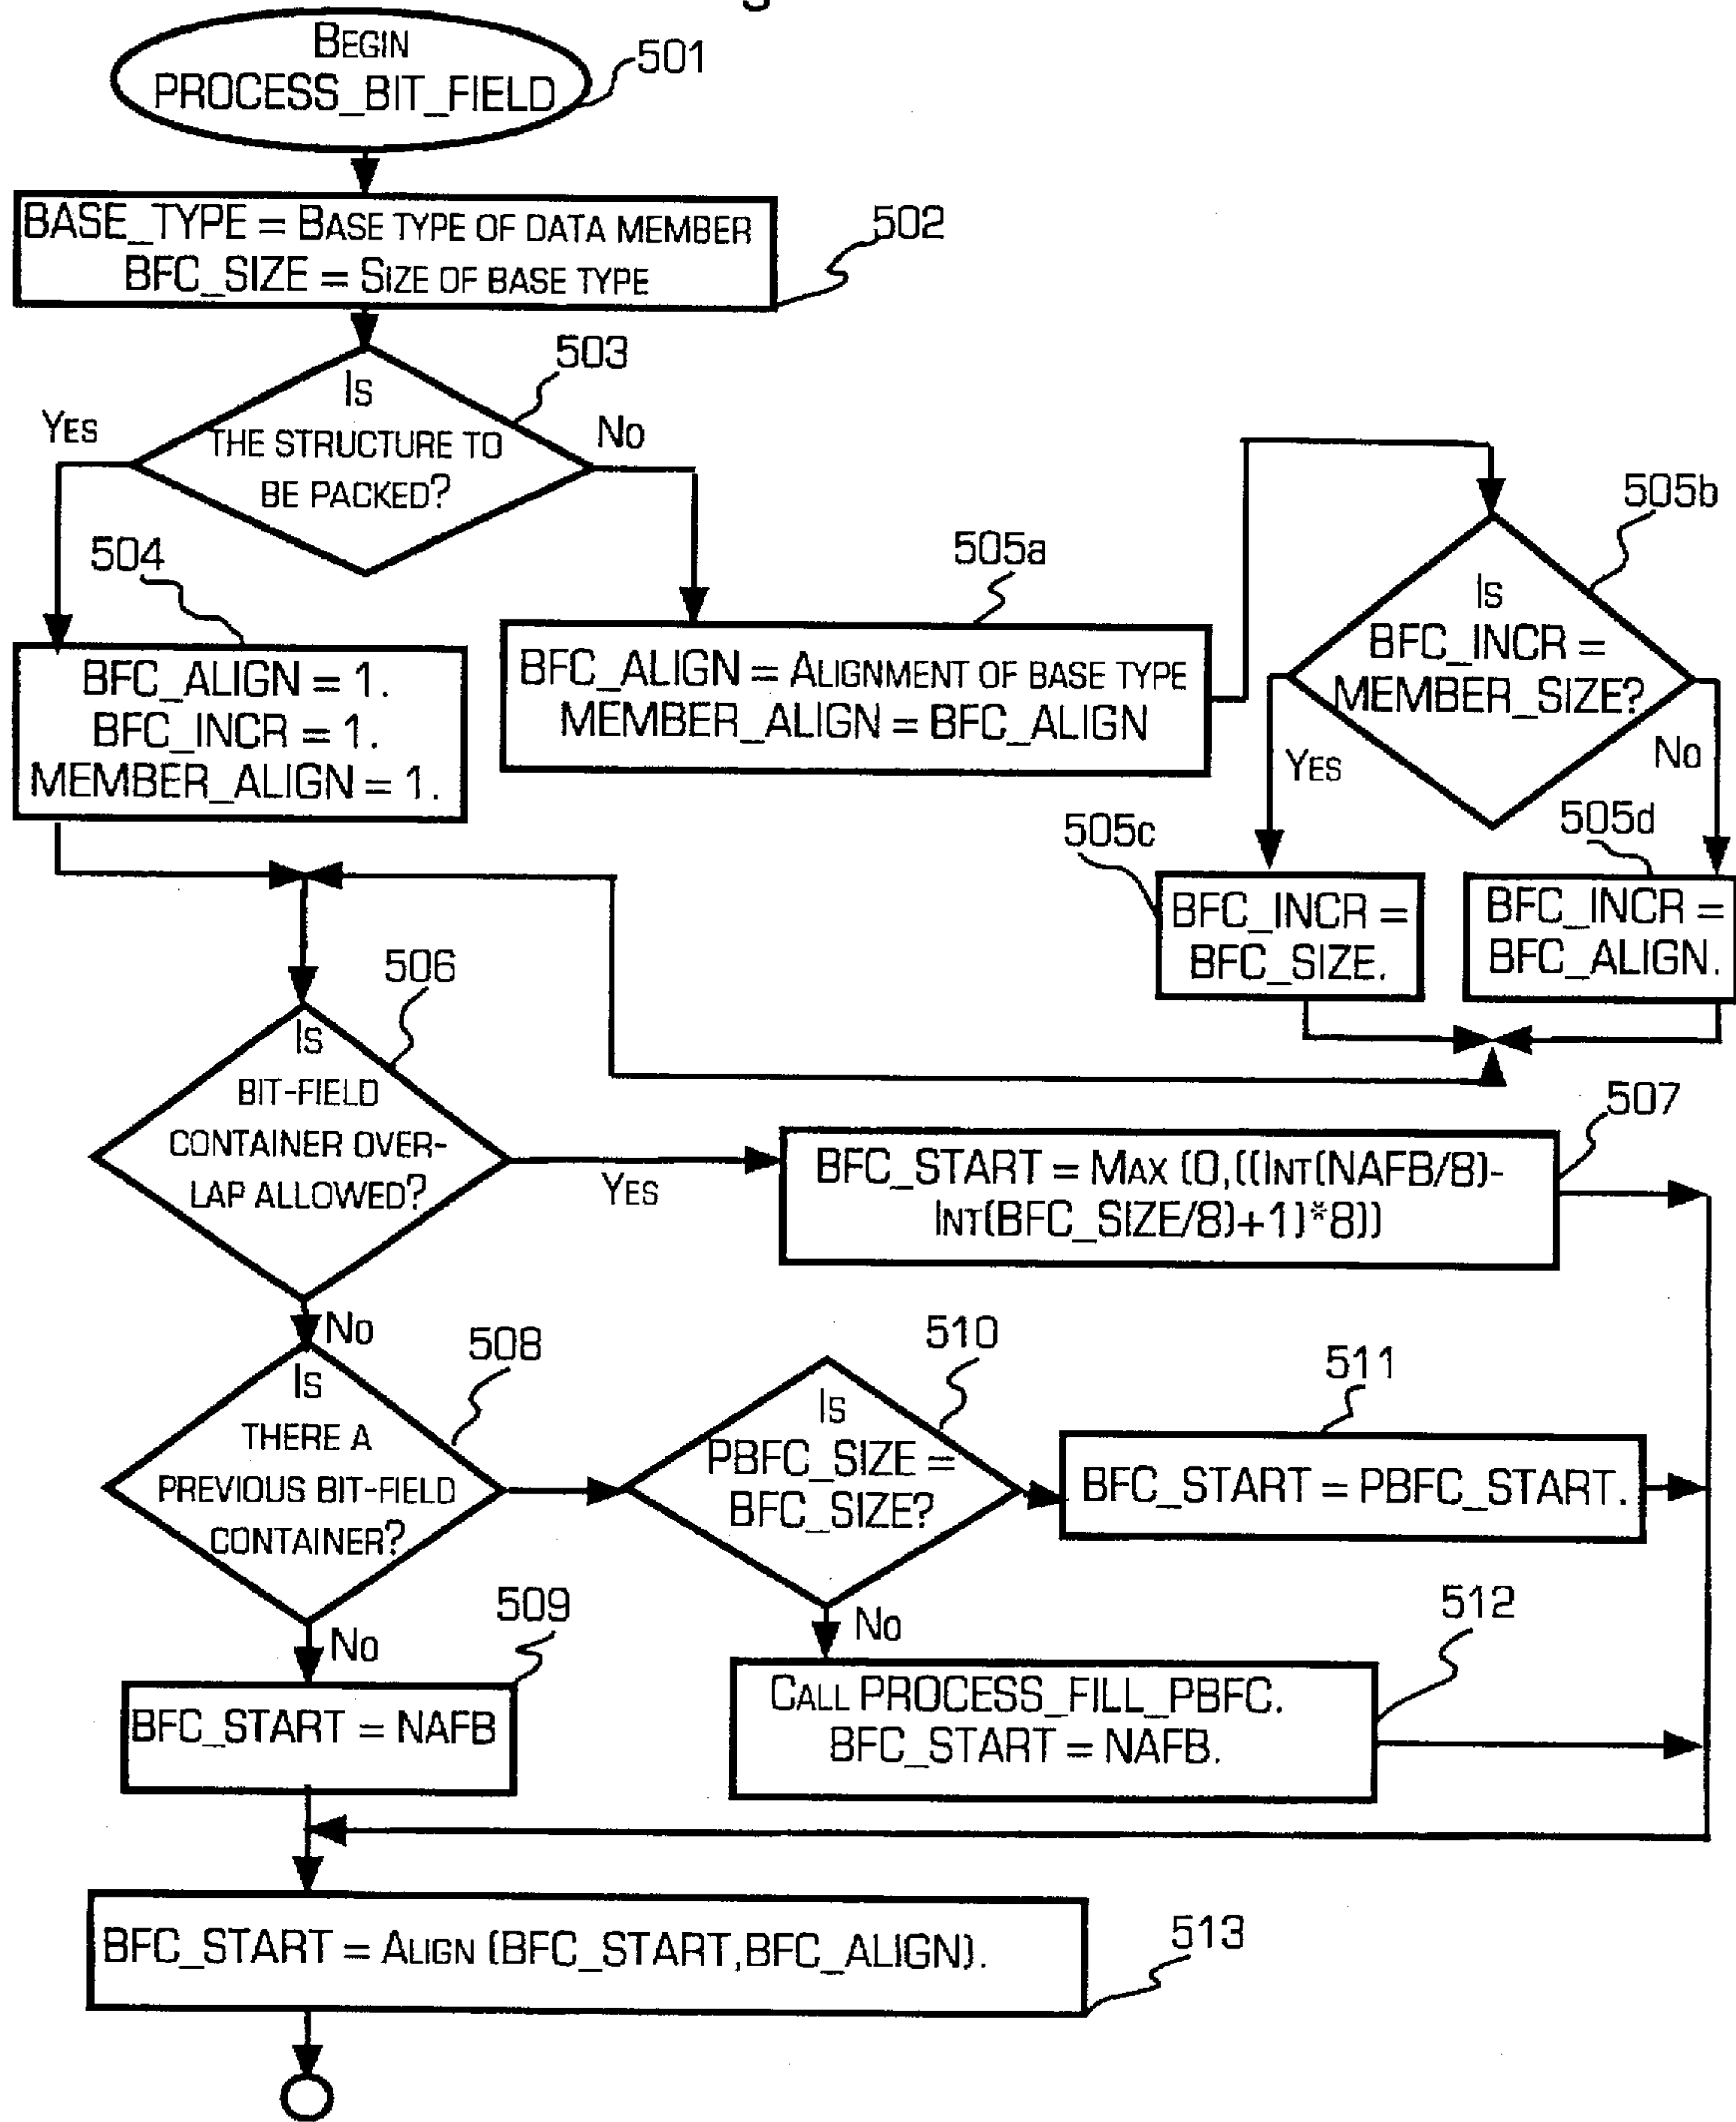 BEGIN
PROCESS_BIT_FIELD
501
BASE_TYPE = BASE TYPE OF DATA MEMBER
BFC_SIZE = SIZE OF BASE TYPE
502
503
IS
THE STRUCTURE TO
BE PACKED?
YES
NO
504
BFC_ALIGN = 1.
BFC_INCR = 1.
MEMBER_ALIGN = 1.
505a
BFC_ALIGN = ALIGNMENT OF BASE TYPE
MEMBER_ALIGN = BFC_ALIGN
505b
IS
BFC_INCR =
MEMBER_SIZE?
YES
NO
505c
BFC_INCR =
BFC_SIZE.
505d
BFC_INCR =
BFC_ALIGN.
506
IS
BIT-FIELD
CONTAINER OVER-
LAP ALLOWED?
YES
NO
507
BFC_START = MAX (0,((INT(NAFB/8)-
INT(BFC_SIZE/8)+1)*8))
508
IS
THERE A
PREVIOUS BIT-FIELD
CONTAINER?
NO
509
BFC_START = NAFB
510
IS
PBFC_SIZE =
BFC_SIZE?
NO
511
BFC_START = PBFC_START.
512
CALL PROCESS_FILL_PBFC.
BFC_START = NAFB.
BFC_START = ALIGN (BFC_START,BFC_ALIGN).
513